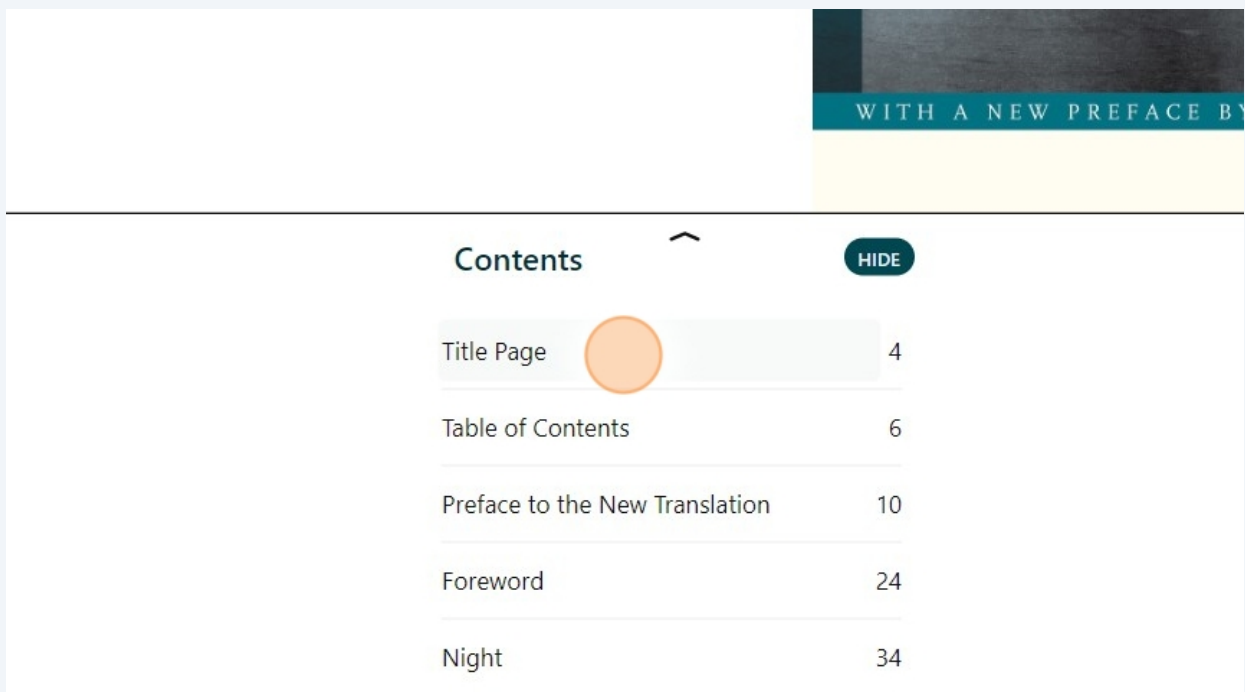 WITH A NEW PREFACE BY
Contents
HIDE
Title Page 4
Table of Contents 6
Preface to the New Translation 10
Foreword 24
Night 34